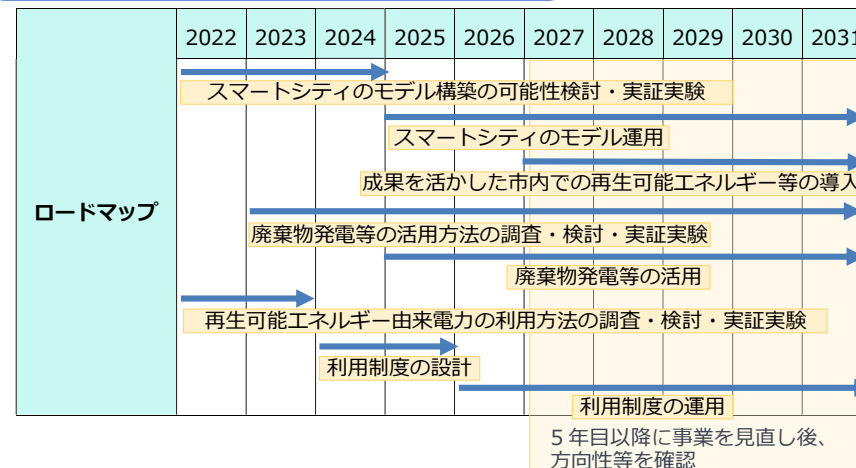 2022 2023 2024 2025 2026 2027 2028 2029 2030 2031
スマートシティのモデル構築の可能性検討・実証実験
スマートシティのモデル運用
成果を活かした市内での再生可能エネルギー等の導入
ロードマップ
廃棄物発電等の活用方法の調査・検討・実証実験
廃棄物発電等の活用
再生可能エネルギー由来電力の利用方法の調査・検討・実証実験
利用制度の設計
利用制度の運用
5年目以降に事業を見直し後、
方向性等を確認